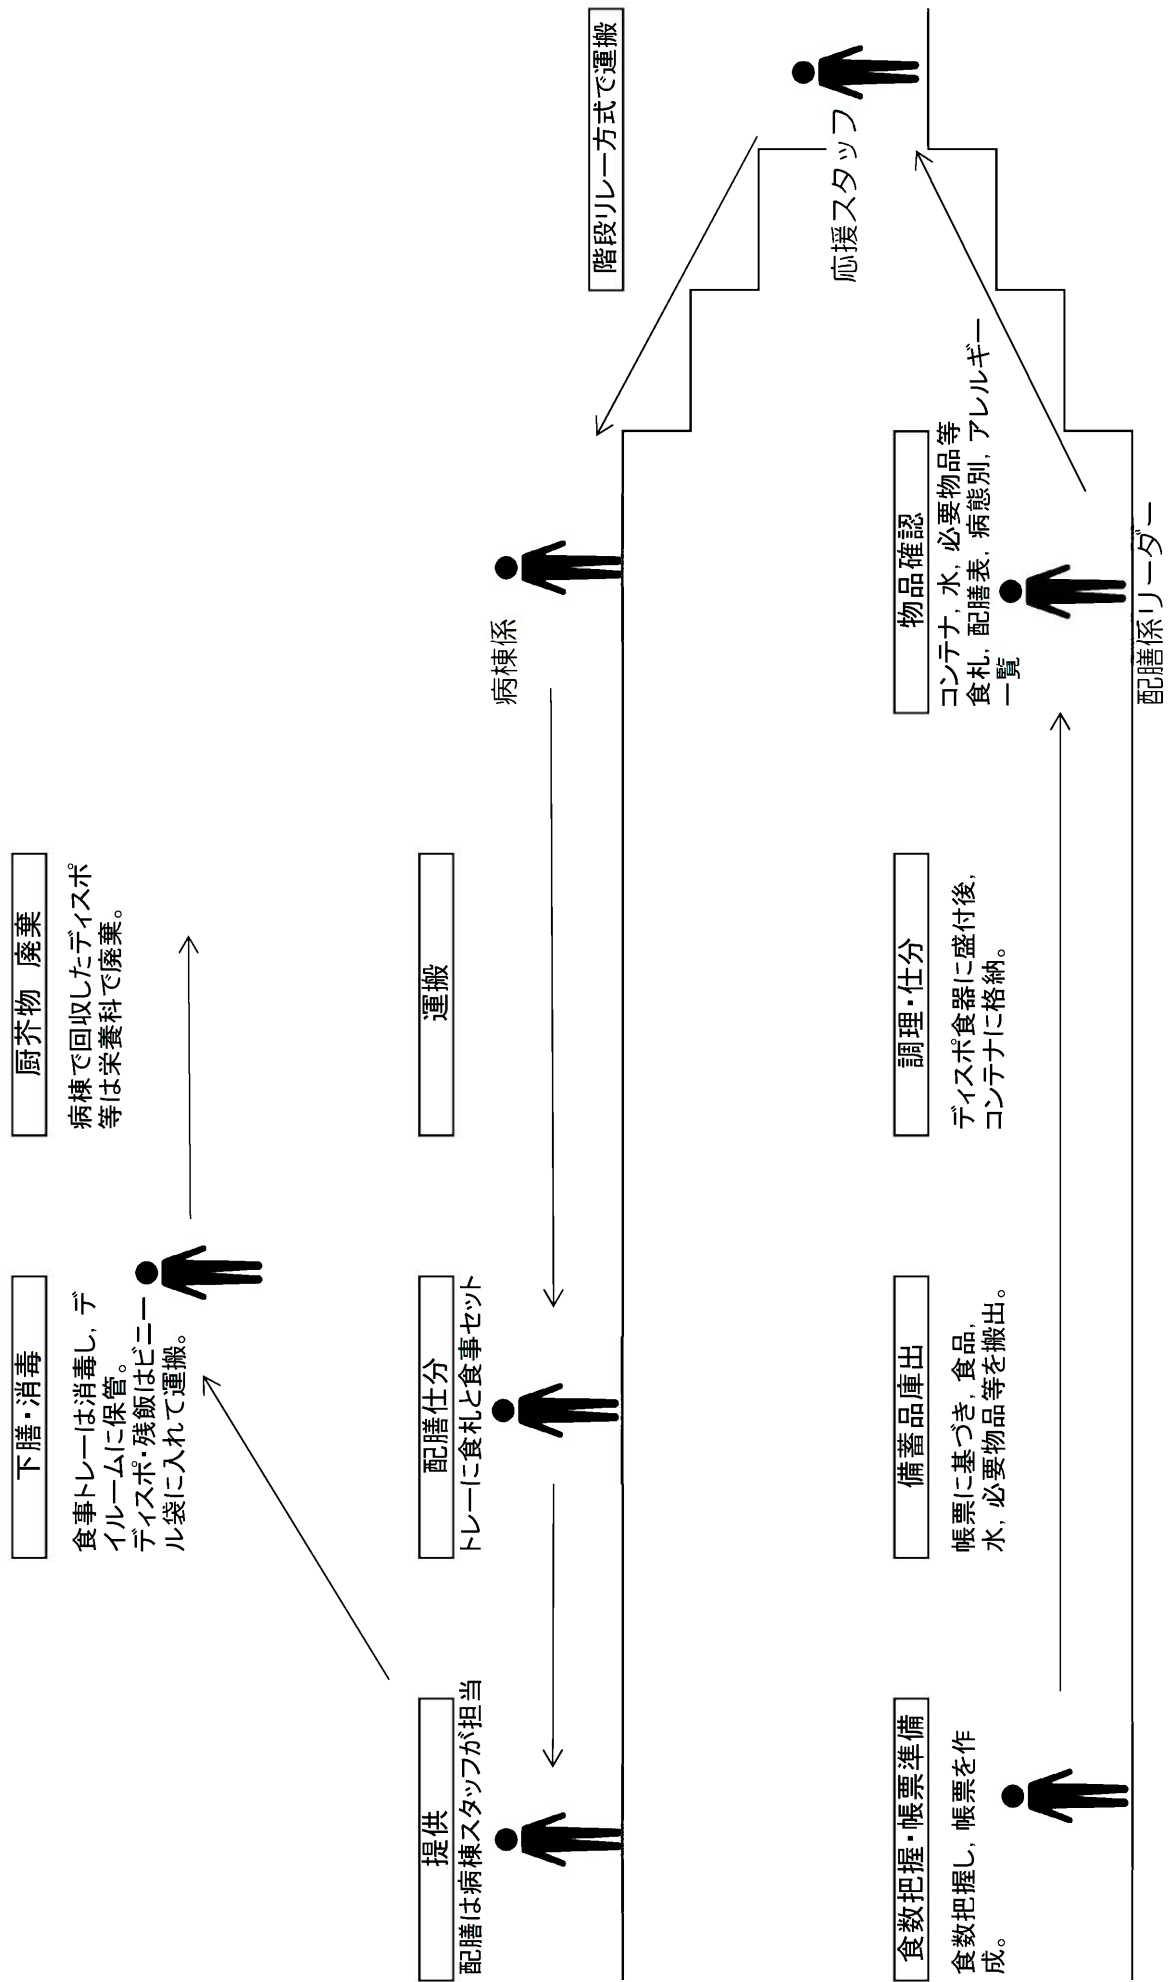 下膳・消毒
食事トレーは消毒し，デ
イルームに保管。
ディスポ・残飯はビニー
ル袋に入れて運搬。
厨芥物 廃棄
病棟で回収したディスポ
等は栄養科で廃棄。
提供
配膳は病棟スタッフが担当
配膳仕分
トレーに食札と食事セット
運搬
病棟係
階段リレー方式で運搬
応援スタッフ
食数把握・帳票準備
食数把握し，帳票を作
成。
備蓄品庫出
帳票に基づき，食品，
水，必要物品等を搬出。
調理・仕分
ディスポ食器に盛付後，
コンテナに格納。
物品確認
コンテナ，水，必要物品等
食札，配膳表，病態別，アレルギー
一覧
配膳係リーダー